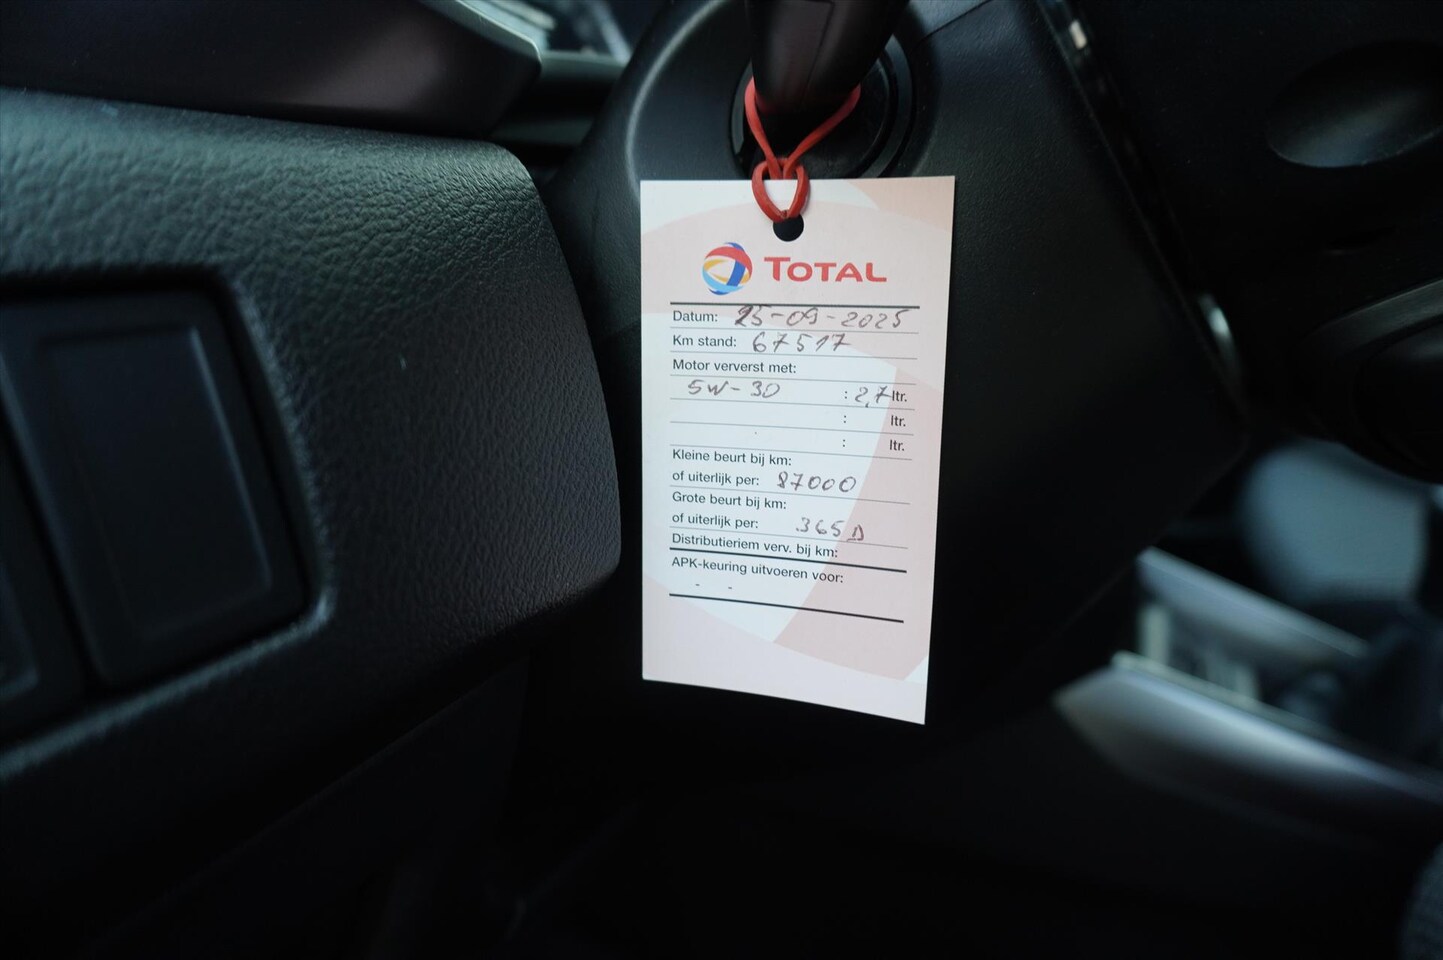 TOTAL
Datum: 25-09-2025
Km stand: 67517
Motor ververst met:
5W-30 : 2,7 ltr.
: ltr.
: ltr.
Kleine beurt bij km:
of uiterlijk per: 87000
Grote beurt bij km:
of uiterlijk per: 365 D
Distributieriem verv. bij km:
APK-keuring uitvoeren voor:
- -